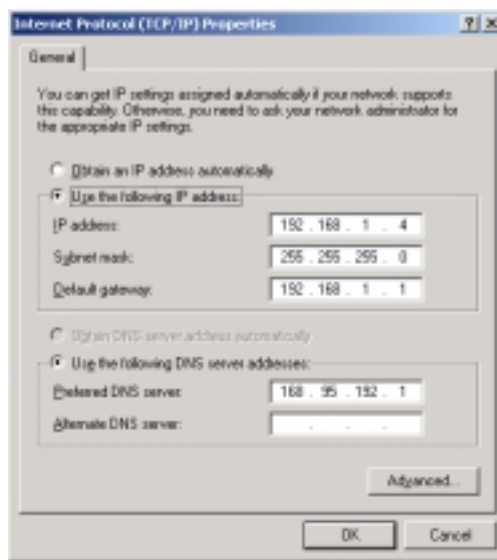 Internet Protocol (TCP/IP) Properties
General
You can get IP settings assigned automatically if your network supports
this capability. Otherwise, you need to ask your network administrator for
the appropriate IP settings.
Obtain an IP address automatically
Use the following IP address:
IP address: 192 . 168 . 1 . 4
Subnet mask: 255 . 255 . 255 . 0
Default gateway: 192 . 168 . 1 . 1
Obtain DNS server address automatically
Use the following DNS server addresses:
Preferred DNS server: 168 . 95 . 192 . 1
Alternate DNS server: . . .
Advanced...
OK Cancel